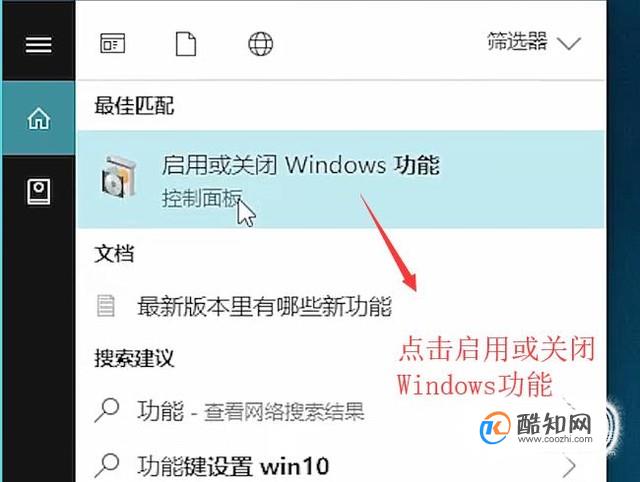 筛选器
最佳匹配
启用或关闭 Windows 功能
控制面板
文档
最新版本里有哪些新功能
点击启用或关闭
Windows功能
搜索建议
功能 - 查看网络搜索结果
功能键设置 win10
酷知网
www.coozhi.com